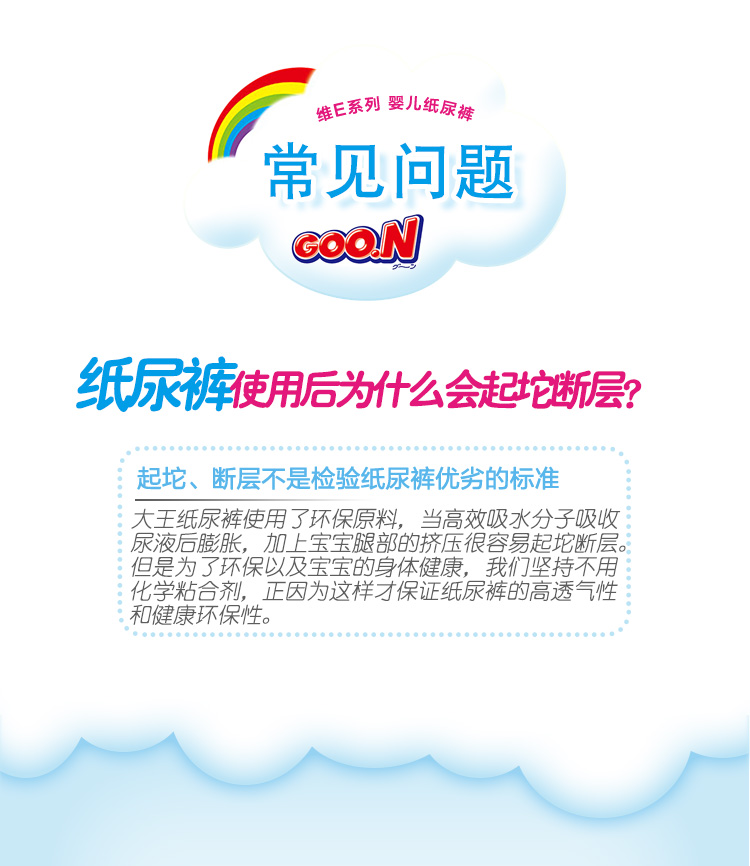 维E系列 婴儿纸尿裤
常见问题
GOO.N
グ〜ン
纸尿裤使用后为什么会起坨断层?
起坨、断层不是检验纸尿裤优劣的标准
大王纸尿裤使用了环保原料，当高效吸水分子吸收
尿液后膨胀，加上宝宝腿部的挤压很容易起坨断层。
但是为了环保以及宝宝的身体健康，我们坚持不用
化学粘合剂，正因为这样才保证纸尿裤的高透气性
和健康环保性。